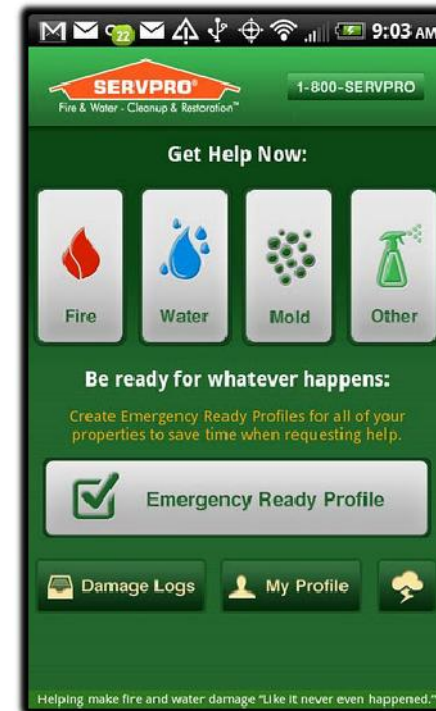 22
9:03 AM
SERVPRO®
Fire & Water - Cleanup & Restoration™
1-800-SERVPRO
Get Help Now:
Fire Water Mold Other
Be ready for whatever happens:
Create Emergency Ready Profiles for all of your
properties to save time when requesting help.
Emergency Ready Profile
Damage Logs My Profile
Helping make fire and water damage "Like it never even happened."